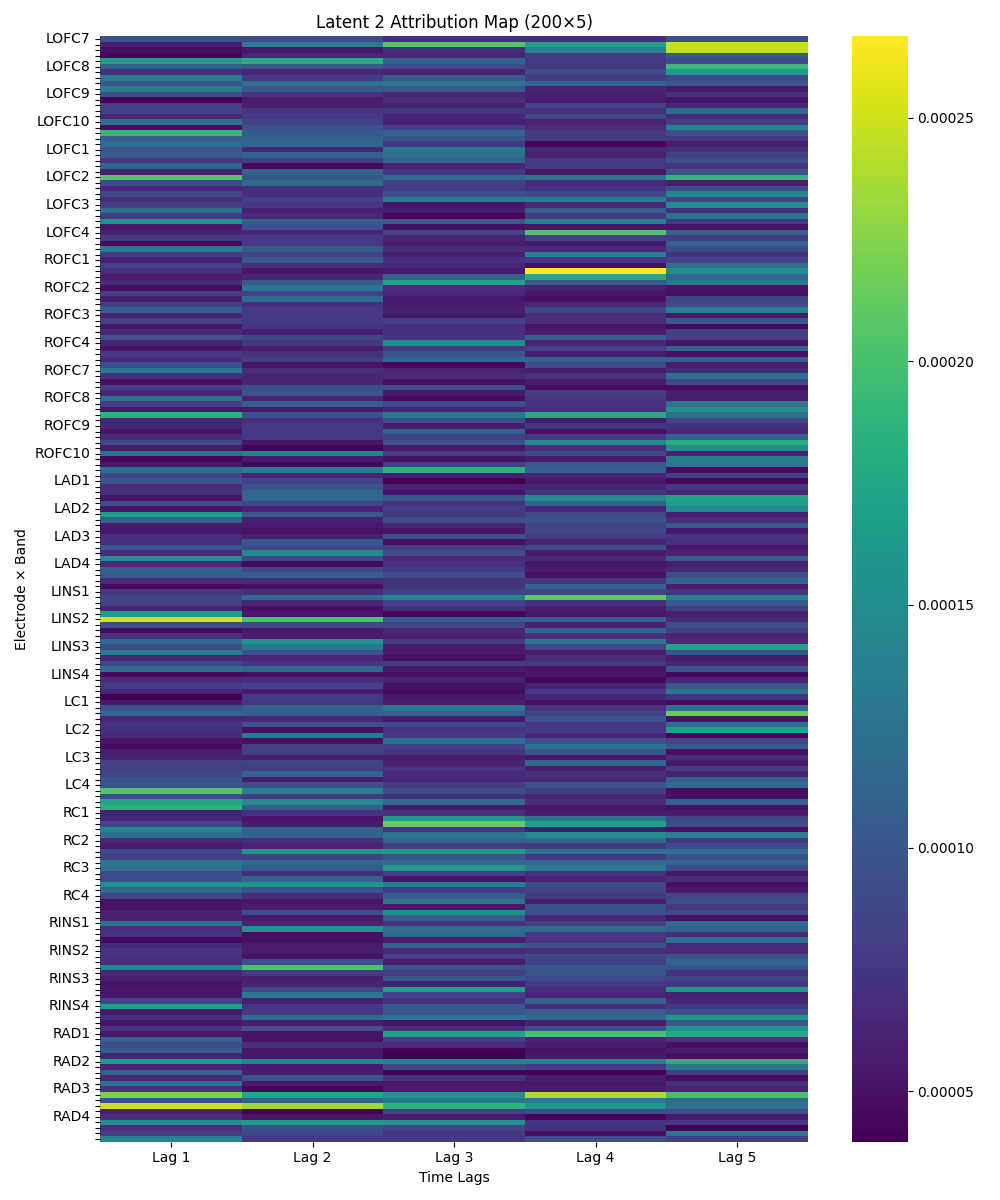 Latent 2 Attribution Map (200×5)
LOFC7
LOFC8
LOFC9
LOFC10
LOFC1
LOFC2
LOFC3
LOFC4
ROFC1
ROFC2
ROFC3
ROFC4
ROFC7
ROFC8
ROFC9
ROFC10
LAD1
LAD2
LAD3
LAD4
LINS1
LINS2
LINS3
LINS4
LC1
LC2
LC3
LC4
RC1
RC2
RC3
RC4
RINS1
RINS2
RINS3
RINS4
RAD1
RAD2
RAD3
RAD4
Electrode × Band
Lag 1 Lag 2 Lag 3 Lag 4 Lag 5
Time Lags
0.00025
0.00020
0.00015
0.00010
0.00005